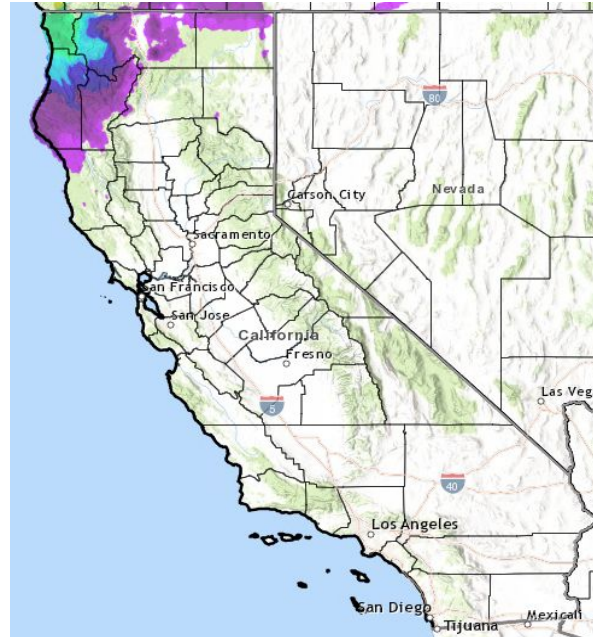 80
Nevada
Carson City
Sacramento
San Francisco
San Jose
California
Fresno
Las Veg
5
40
Los Angeles
San Diego
Tijuana
Mexicali